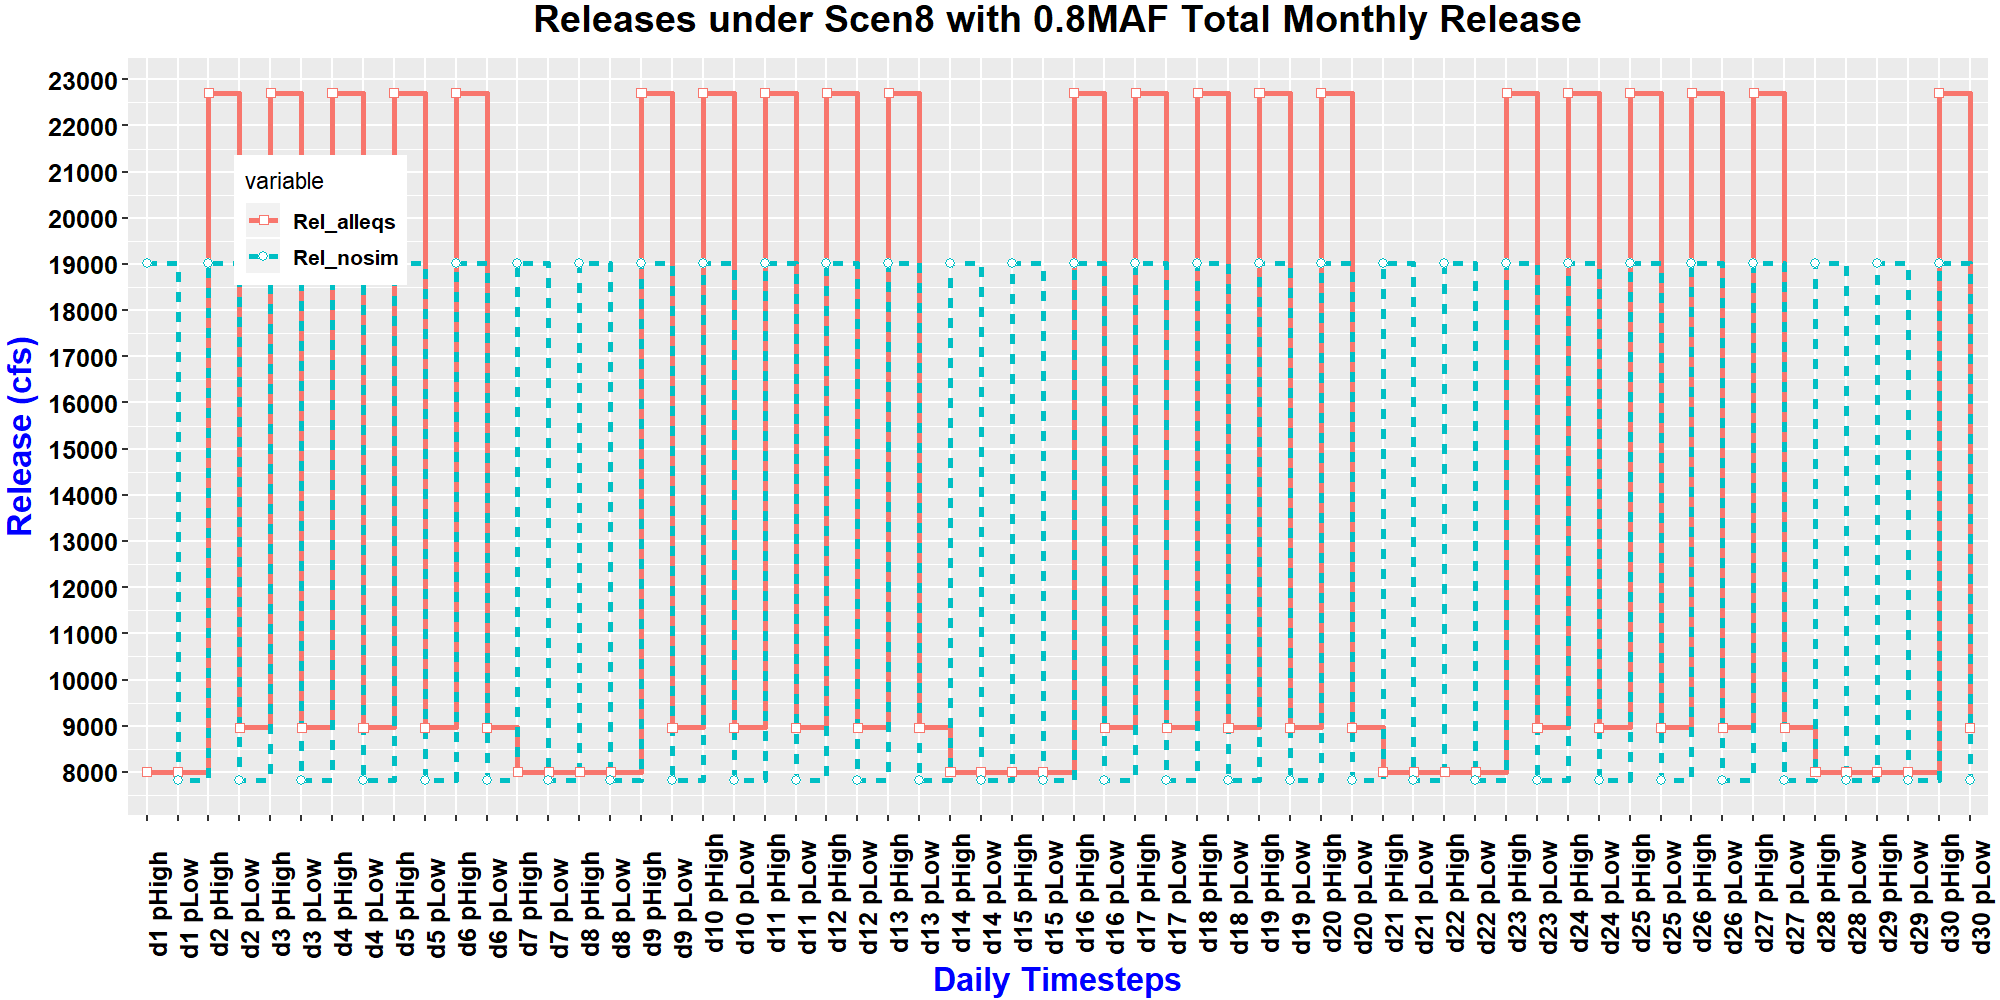 Releases under Scen8 with 0.8MAF Total Monthly Release
Release (cfs)
23000
22000
21000
20000
19000
18000
17000
16000
15000
14000
13000
12000
11000
10000
9000
8000
variable
Rel_alleqs
Rel_nosim
d1 pHigh
d1 pLow
d2 pHigh
d2 pLow
d3 pHigh
d3 pLow
d4 pHigh
d4 pLow
d5 pHigh
d5 pLow
d6 pHigh
d6 pLow
d7 pHigh
d7 pLow
d8 pHigh
d8 pLow
d9 pHigh
d9 pLow
d10 pHigh
d10 pLow
d11 pHigh
d11 pLow
d12 pHigh
d12 pLow
d13 pHigh
d13 pLow
d14 pHigh
d14 pLow
d15 pHigh
d15 pLow
d16 pHigh
d16 pLow
d17 pHigh
d17 pLow
d18 pHigh
d18 pLow
d19 pHigh
d19 pLow
d20 pHigh
d20 pLow
d21 pHigh
d21 pLow
d22 pHigh
d22 pLow
d23 pHigh
d23 pLow
d24 pHigh
d24 pLow
d25 pHigh
d25 pLow
d26 pHigh
d26 pLow
d27 pHigh
d27 pLow
d28 pHigh
d28 pLow
d29 pHigh
d29 pLow
d30 pHigh
d30 pLow
Daily Timesteps